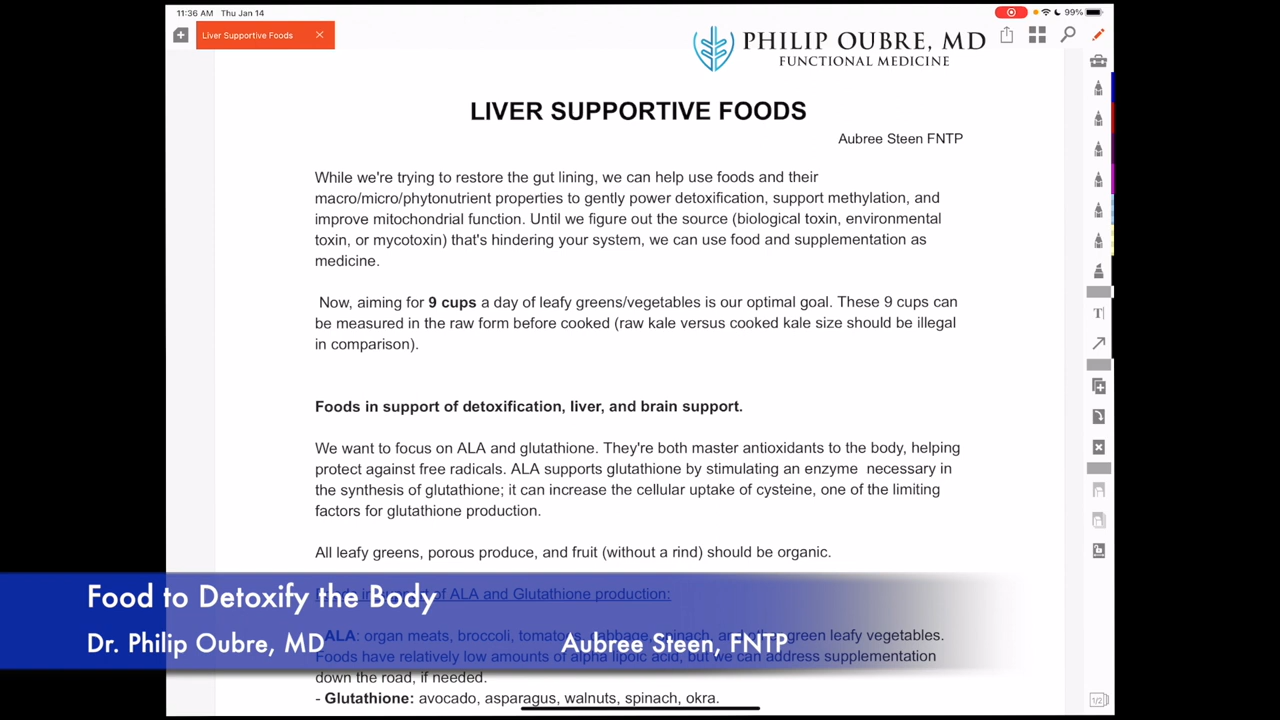 11:36 AM Thu Jan 14
99%
Liver Supportive Foods
PHILIP OUBRE, MD
FUNCTIONAL MEDICINE
LIVER SUPPORTIVE FOODS
Aubree Steen FNTP
While we're trying to restore the gut lining, we can help use foods and their
macro/micro/phytonutrient properties to gently power detoxification, support methylation, and
improve mitochondrial function. Until we figure out the source (biological toxin, environmental
toxin, or mycotoxin) that's hindering your system, we can use food and supplementation as
medicine.
Now, aiming for 9 cups a day of leafy greens/vegetables is our optimal goal. These 9 cups can
be measured in the raw form before cooked (raw kale versus cooked kale size should be illegal
in comparison).
Foods in support of detoxification, liver, and brain support.
We want to focus on ALA and glutathione. They're both master antioxidants to the body, helping
protect against free radicals. ALA supports glutathione by stimulating an enzyme necessary in
the synthesis of glutathione; it can increase the cellular uptake of cysteine, one of the limiting
factors for glutathione production.
All leafy greens, porous produce, and fruit (without a rind) should be organic.
of ALA and Glutathione production:
Food to Detoxify the Body
ALA: organ meats, broccoli, tomatoes, cabbage, spinach, and other green leafy vegetables.
Dr. Philip Oubre, MD
Aubree Steen, FNTP
Foods have relatively low amounts of alpha lipoic acid, but we can address supplementation
down the road, if needed.
- Glutathione: avocado, asparagus, walnuts, spinach, okra.
T
1/2